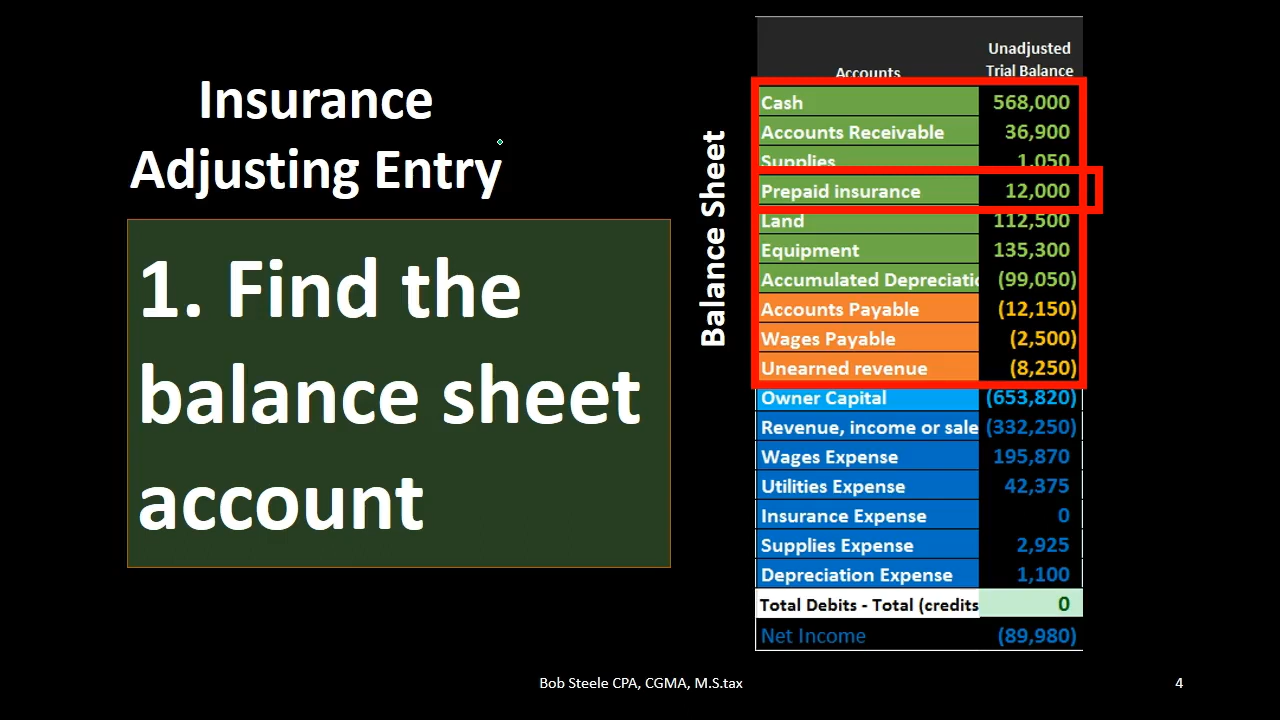 Insurance
Adjusting Entry
1. Find the
balance sheet
account
Balance Sheet
Unadjusted
Accounts Trial Balance
Cash 568,000
Accounts Receivable 36,900
Supplies 1,050
Prepaid insurance 12,000
Land 112,500
Equipment 135,300
Accumulated Depreciatio (99,050)
Accounts Payable (12,150)
Wages Payable (2,500)
Unearned revenue (8,250)
Owner Capital (653,820)
Revenue, income or sale (332,250)
Wages Expense 195,870
Utilities Expense 42,375
Insurance Expense 0
Supplies Expense 2,925
Depreciation Expense 1,100
Total Debits - Total (credits 0
Net Income (89,980)
Bob Steele CPA, CGMA, M.S.tax 4